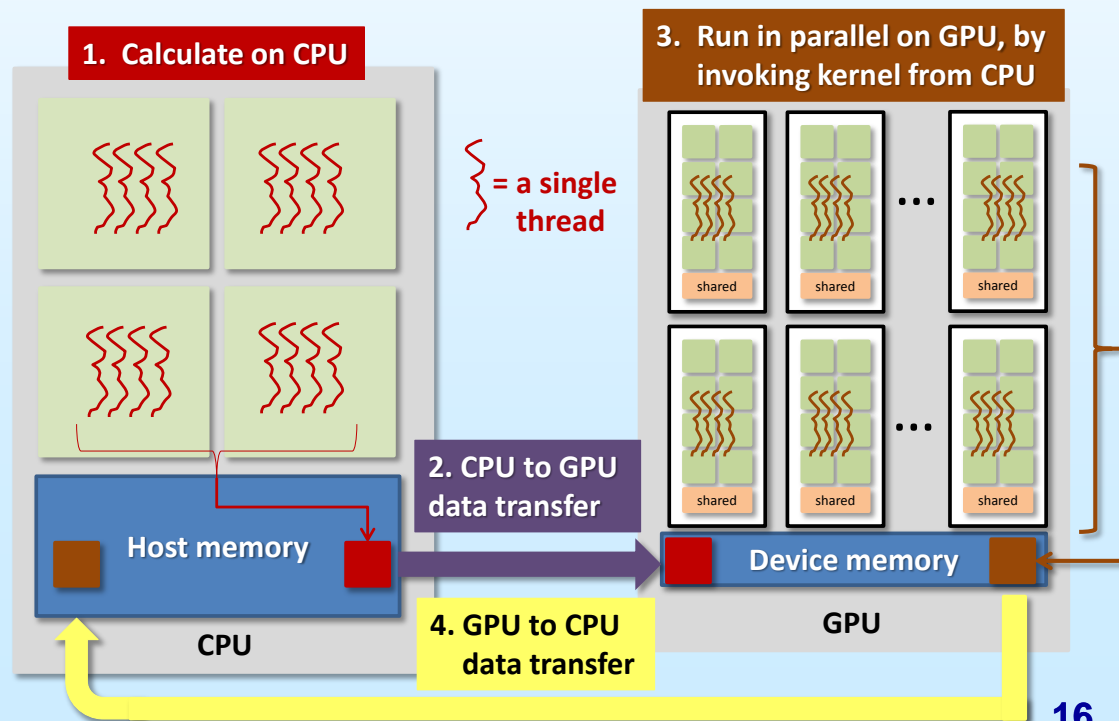 1. Calculate on CPU
= a single
thread
Host memory
CPU
2. CPU to GPU
data transfer
4. GPU to CPU
data transfer
3. Run in parallel on GPU, by
invoking kernel from CPU
...
shared
shared
shared
...
shared
shared
shared
Device memory
GPU
16